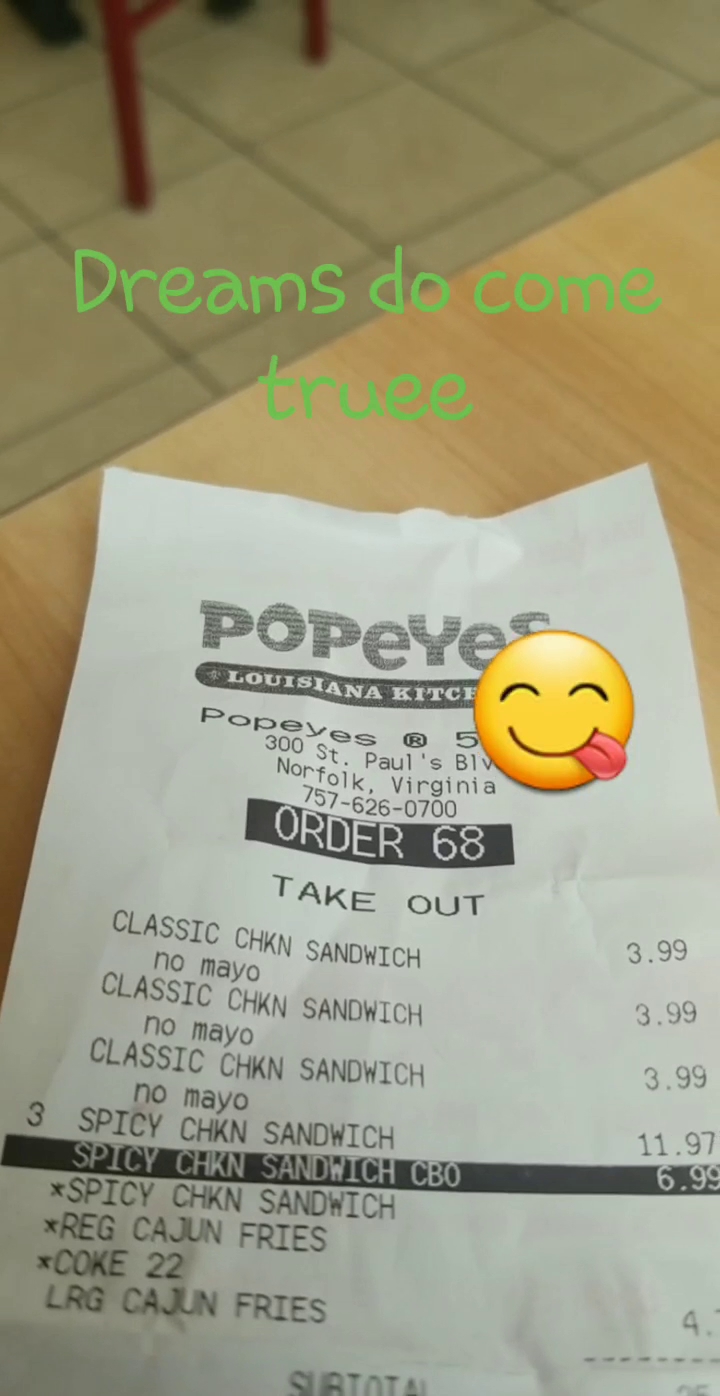 Dreams do come
truee
POPEYES
LOUISIANA
Popeyes ®
300 St. Paul's
Norfolk, Virginia
757-626-0700
ORDER 68
TAKE OUT
CLASSIC CHKN SANDWICH 3.99
no mayo
CLASSIC CHKN SANDWICH 3.99
no mayo
CLASSIC CHKN SANDWICH 3.99
no mayo
3 SPICY CHKN SANDWICH 11.97
SPICY CHKN SANDWICH CBO 6.99
*SPICY CHKN SANDWICH
*REG CAJUN FRIES
*COKE 22
LRG CAJUN FRIES 4.
SUBTOTAL